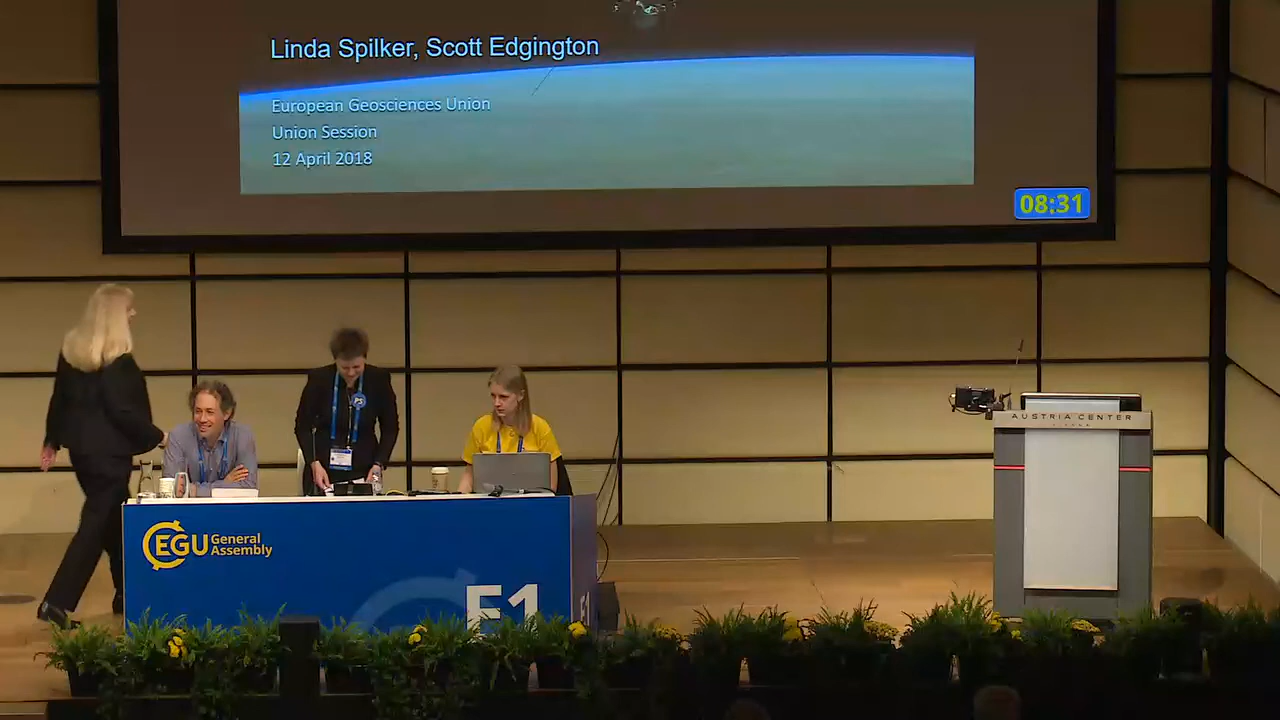 Linda Spilker, Scott Edgington
European Geosciences Union
Union Session
12 April 2018
08:31
AUSTRIA CENTER
EGU General
Assembly
E1